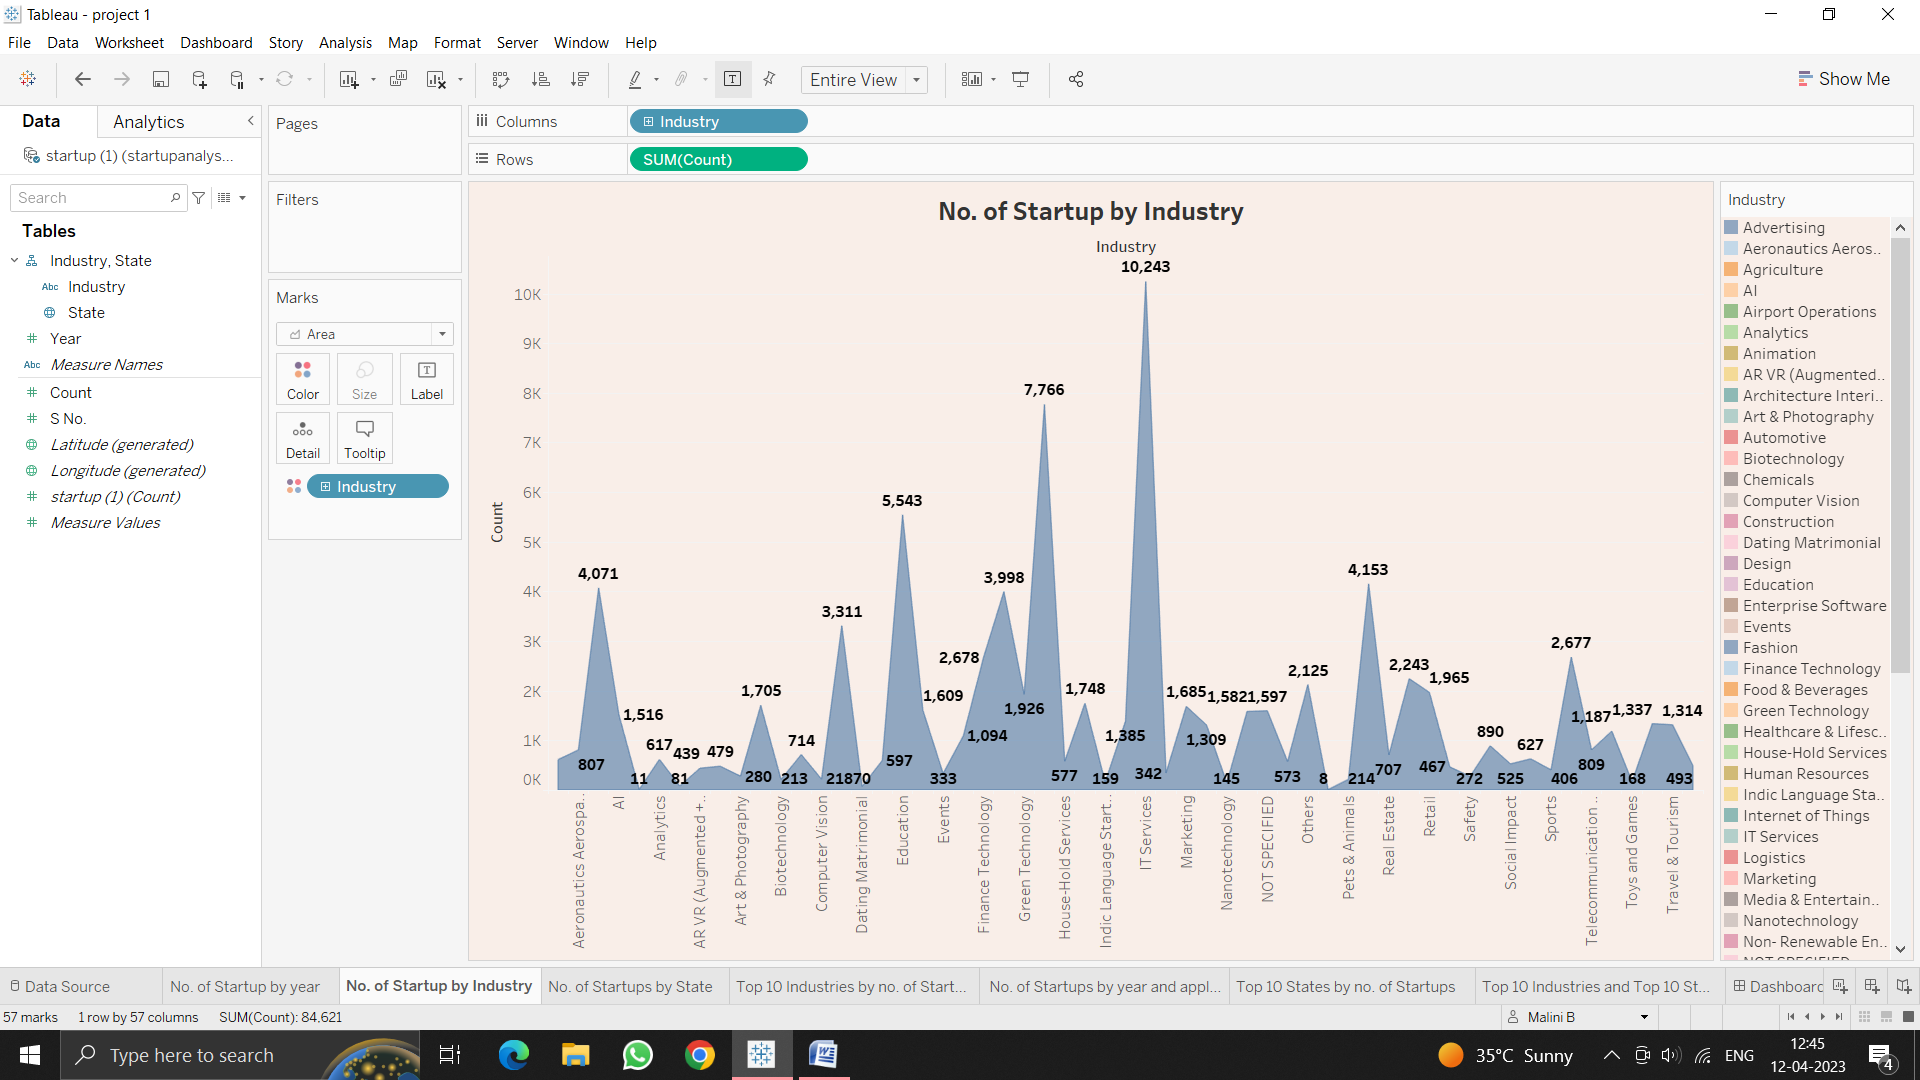 Tableau - project 1
File Data Worksheet Dashboard Story Analysis Map Format Server Window Help
Entire View
Show Me
Data Analytics
startup (1) (startupanalys...
Search
Tables
Industry, State
Abc Industry
State
Year
Abc Measure Names
Count
S No.
Latitude (generated)
Longitude (generated)
startup (1) (Count)
Measure Values
Pages
Filters
Marks
Area
Color Size Label
Detail Tooltip
Industry
Columns Industry
Rows SUM(Count)
No. of Startup by Industry
Industry
Count
10K
9K
8K
7K
6K
5K
4K
3K
2K
1K
0K
10,243
7,766
5,543
4,071 3,998 4,153
3,311
2,678 2,677
2,125 2,243
1,705 1,609 1,748 1,685 1,582 1,597 1,965
1,516 1,926 1,187 1,337 1,314
617 439 479 714 1,094 1,385 1,309 890 627
807 597 707 467 809
11 81 280 213 218 70 333 577 159 342 145 573 8 214 272 525 406 168 493
Aeronautics Aerospa..
AI
Analytics
AR VR (Augmented +..
Art & Photography
Biotechnology
Computer Vision
Dating Matrimonial
Education
Events
Finance Technology
Green Technology
House-Hold Services
Indic Language Start..
IT Services
Marketing
Nanotechnology
NOT SPECIFIED
Others
Pets & Animals
Real Estate
Retail
Safety
Social Impact
Sports
Telecommunication ..
Toys and Games
Travel & Tourism
Industry
Advertising
Aeronautics Aeros..
Agriculture
AI
Airport Operations
Analytics
Animation
AR VR (Augmented..
Architecture Interi..
Art & Photography
Automotive
Biotechnology
Chemicals
Computer Vision
Construction
Dating Matrimonial
Design
Education
Enterprise Software
Events
Fashion
Finance Technology
Food & Beverages
Green Technology
Healthcare & Lifesc..
House-Hold Services
Human Resources
Indic Language Sta..
Internet of Things
IT Services
Logistics
Marketing
Media & Entertain..
Nanotechnology
Non- Renewable En..
NOT SPECIFIED
Data Source No. of Startup by year No. of Startup by Industry No. of Startups by State Top 10 Industries by no. of Start... No. of Startups by year and appl... Top 10 States by no. of Startups Top 10 Industries and Top 10 St... Dashboard
57 marks 1 row by 57 columns SUM(Count): 84,621
Malini B
Type here to search
35°C Sunny
ENG
12:45
12-04-2023
4